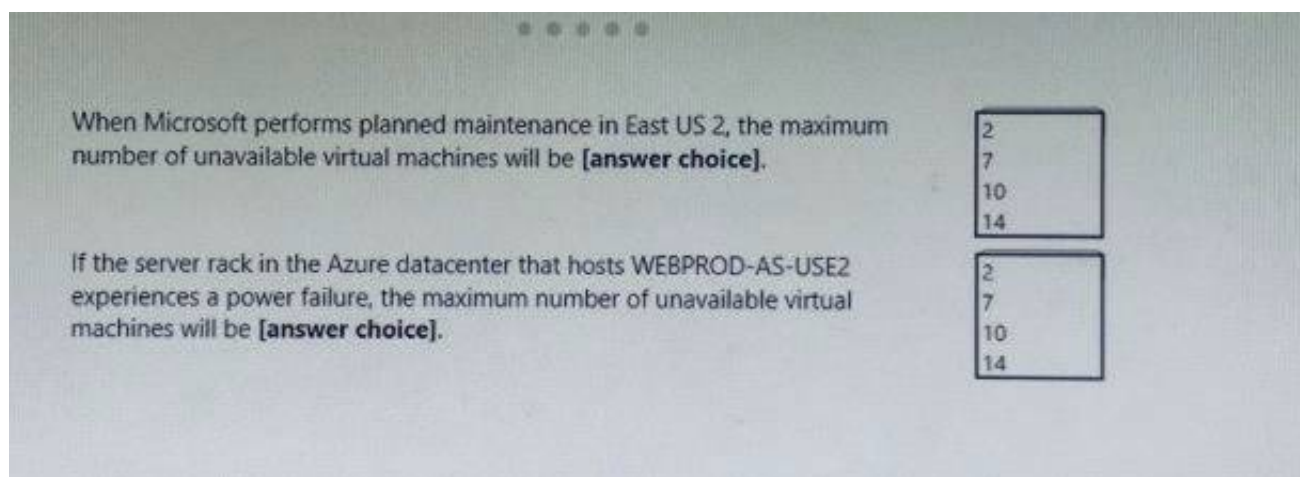 When Microsoft performs planned maintenance in East US 2, the maximum
number of unavailable virtual machines will be [answer choice].
2
7
10
14
If the server rack in the Azure datacenter that hosts WEBPROD-AS-USE2
experiences a power failure, the maximum number of unavailable virtual
machines will be [answer choice].
2
7
10
14